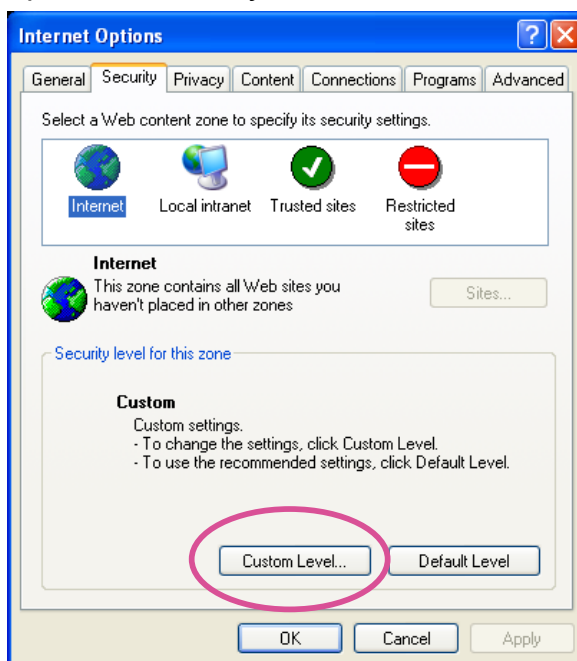 Internet Options
General Security Privacy Content Connections Programs Advanced
Select a Web content zone to specify its security settings.
Internet Local intranet Trusted sites Restricted sites
Internet
This zone contains all Web sites you
haven't placed in other zones
Sites...
Security level for this zone
Custom
Custom settings.
- To change the settings, click Custom Level.
- To use the recommended settings, click Default Level.
Custom Level... Default Level
OK Cancel Apply